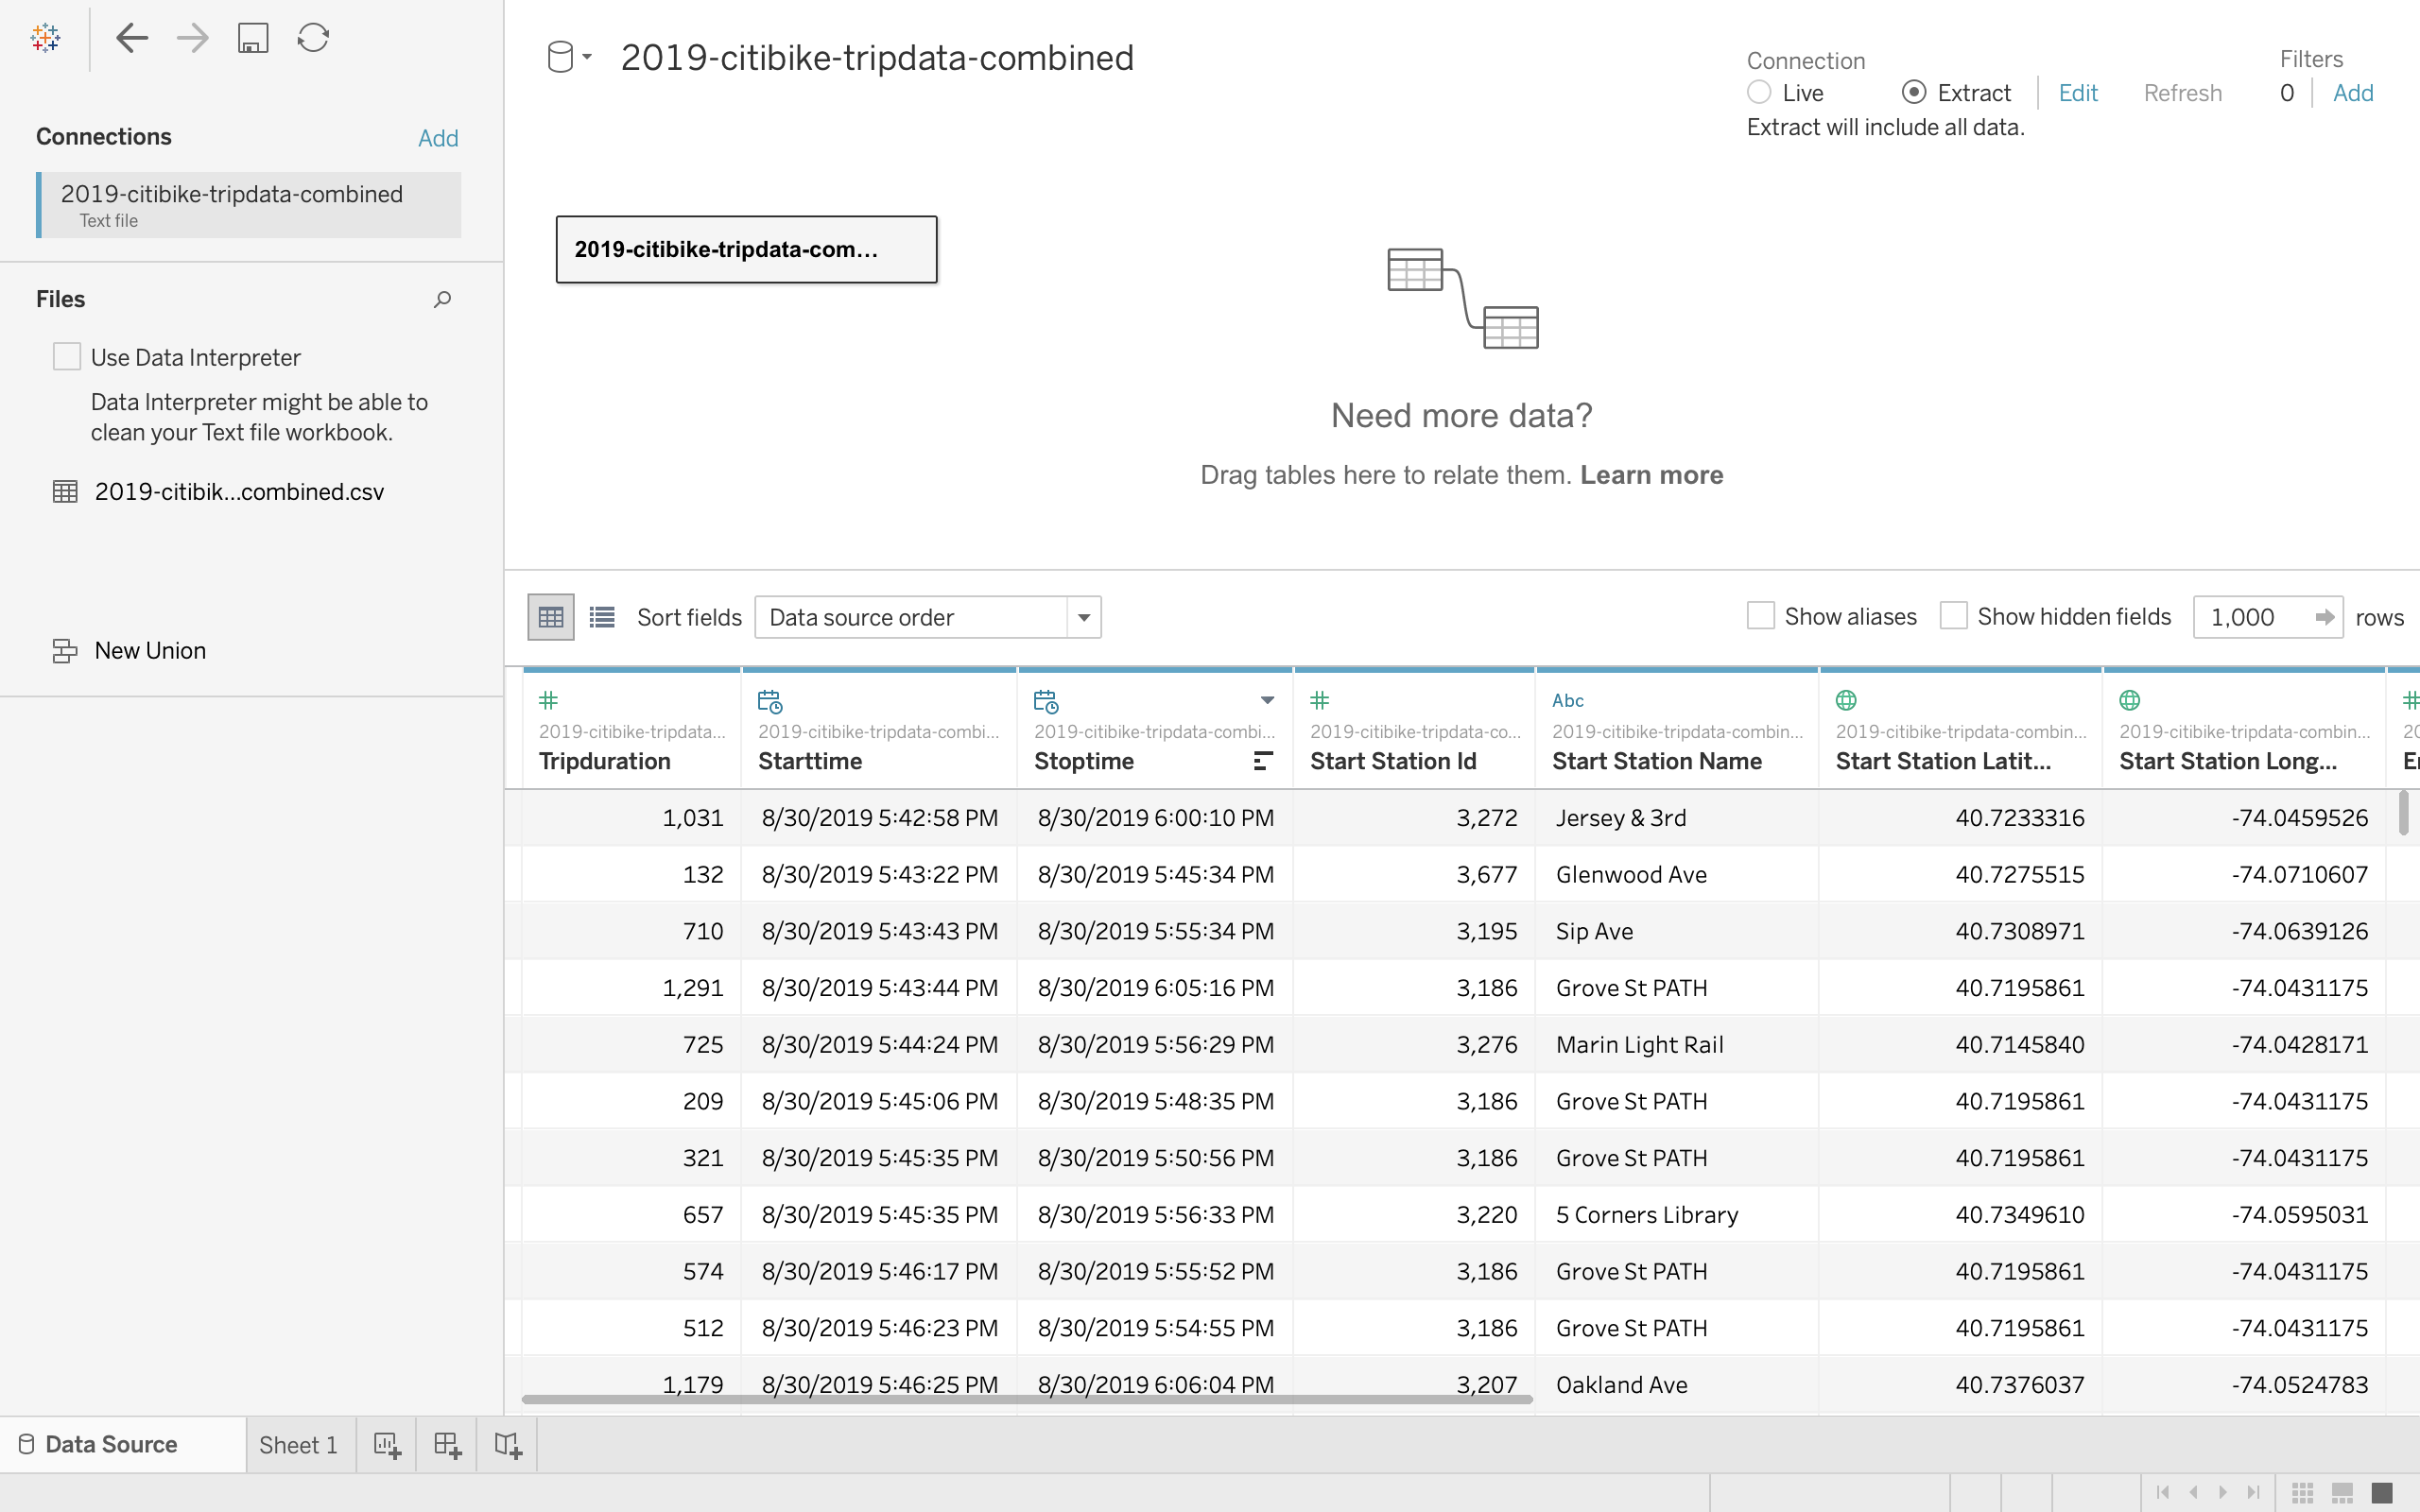 2019-citibike-tripdata-combined
Connection
Filters
Live
Extract
Edit
Refresh
0
Add
Extract will include all data.
Connections
Add
2019-citibike-tripdata-combined
Text file
2019-citibike-tripdata-com...
Files
Use Data Interpreter
Data Interpreter might be able to
clean your Text file workbook.
2019-citibik...combined.csv
New Union
Need more data?
Drag tables here to relate them. Learn more
Sort fields
Data source order
Show aliases
Show hidden fields
1,000
rows
Abc
2019-citibike-tripdata... 2019-citibike-tripdata-combi... 2019-citibike-tripdata-combi... 2019-citibike-tripdata-co... 2019-citibike-tripdata-combin... 2019-citibike-tripdata-combin... 2019-citibike-tripdata-combin...
Tripduration Starttime Stoptime Start Station Id Start Station Name Start Station Latit... Start Station Long...
1,031 8/30/2019 5:42:58 PM 8/30/2019 6:00:10 PM 3,272 Jersey & 3rd 40.7233316 -74.0459526
132 8/30/2019 5:43:22 PM 8/30/2019 5:45:34 PM 3,677 Glenwood Ave 40.7275515 -74.0710607
710 8/30/2019 5:43:43 PM 8/30/2019 5:55:34 PM 3,195 Sip Ave 40.7308971 -74.0639126
1,291 8/30/2019 5:43:44 PM 8/30/2019 6:05:16 PM 3,186 Grove St PATH 40.7195861 -74.0431175
725 8/30/2019 5:44:24 PM 8/30/2019 5:56:29 PM 3,276 Marin Light Rail 40.7145840 -74.0428171
209 8/30/2019 5:45:06 PM 8/30/2019 5:48:35 PM 3,186 Grove St PATH 40.7195861 -74.0431175
321 8/30/2019 5:45:35 PM 8/30/2019 5:50:56 PM 3,186 Grove St PATH 40.7195861 -74.0431175
657 8/30/2019 5:45:35 PM 8/30/2019 5:56:33 PM 3,220 5 Corners Library 40.7349610 -74.0595031
574 8/30/2019 5:46:17 PM 8/30/2019 5:55:52 PM 3,186 Grove St PATH 40.7195861 -74.0431175
512 8/30/2019 5:46:23 PM 8/30/2019 5:54:55 PM 3,186 Grove St PATH 40.7195861 -74.0431175
1,179 8/30/2019 5:46:25 PM 8/30/2019 6:06:04 PM 3,207 Oakland Ave 40.7376037 -74.0524783
Data Source
Sheet 1